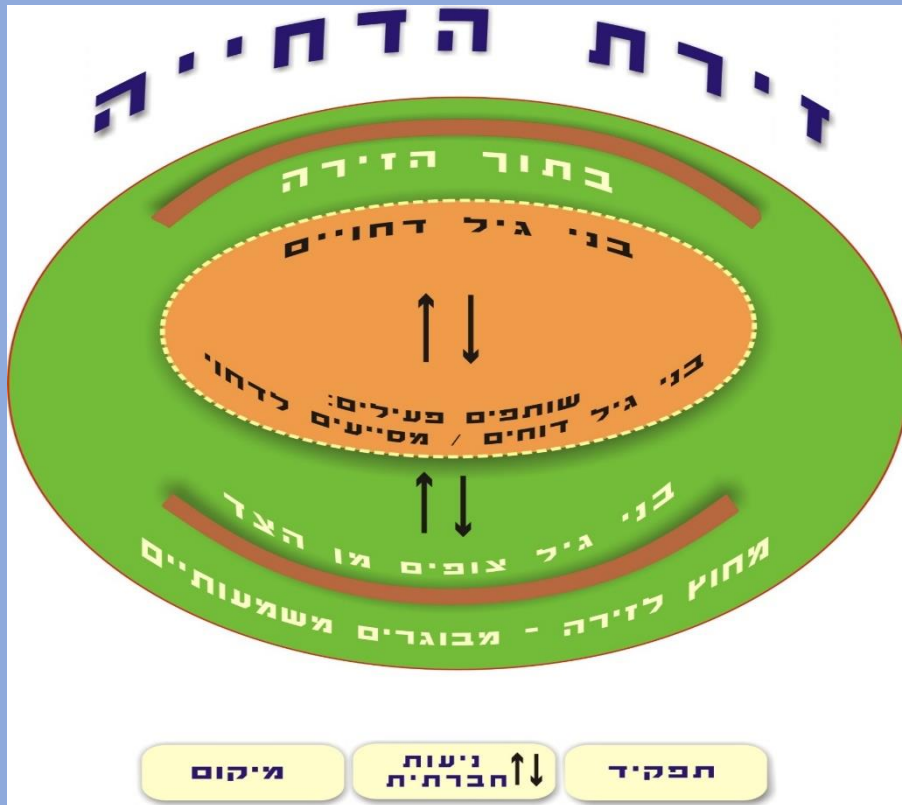 זירת הדחייה
בתור הזירה
בני גיל דחויים
שותפים פעילים:
בני גיל דוחים / מסייעים לדחוי
בני גיל צופים מן הצד
מחוץ לזירה - מבוגרים משמעותיים
תפקיד
ניעות
חברתית
מיקום